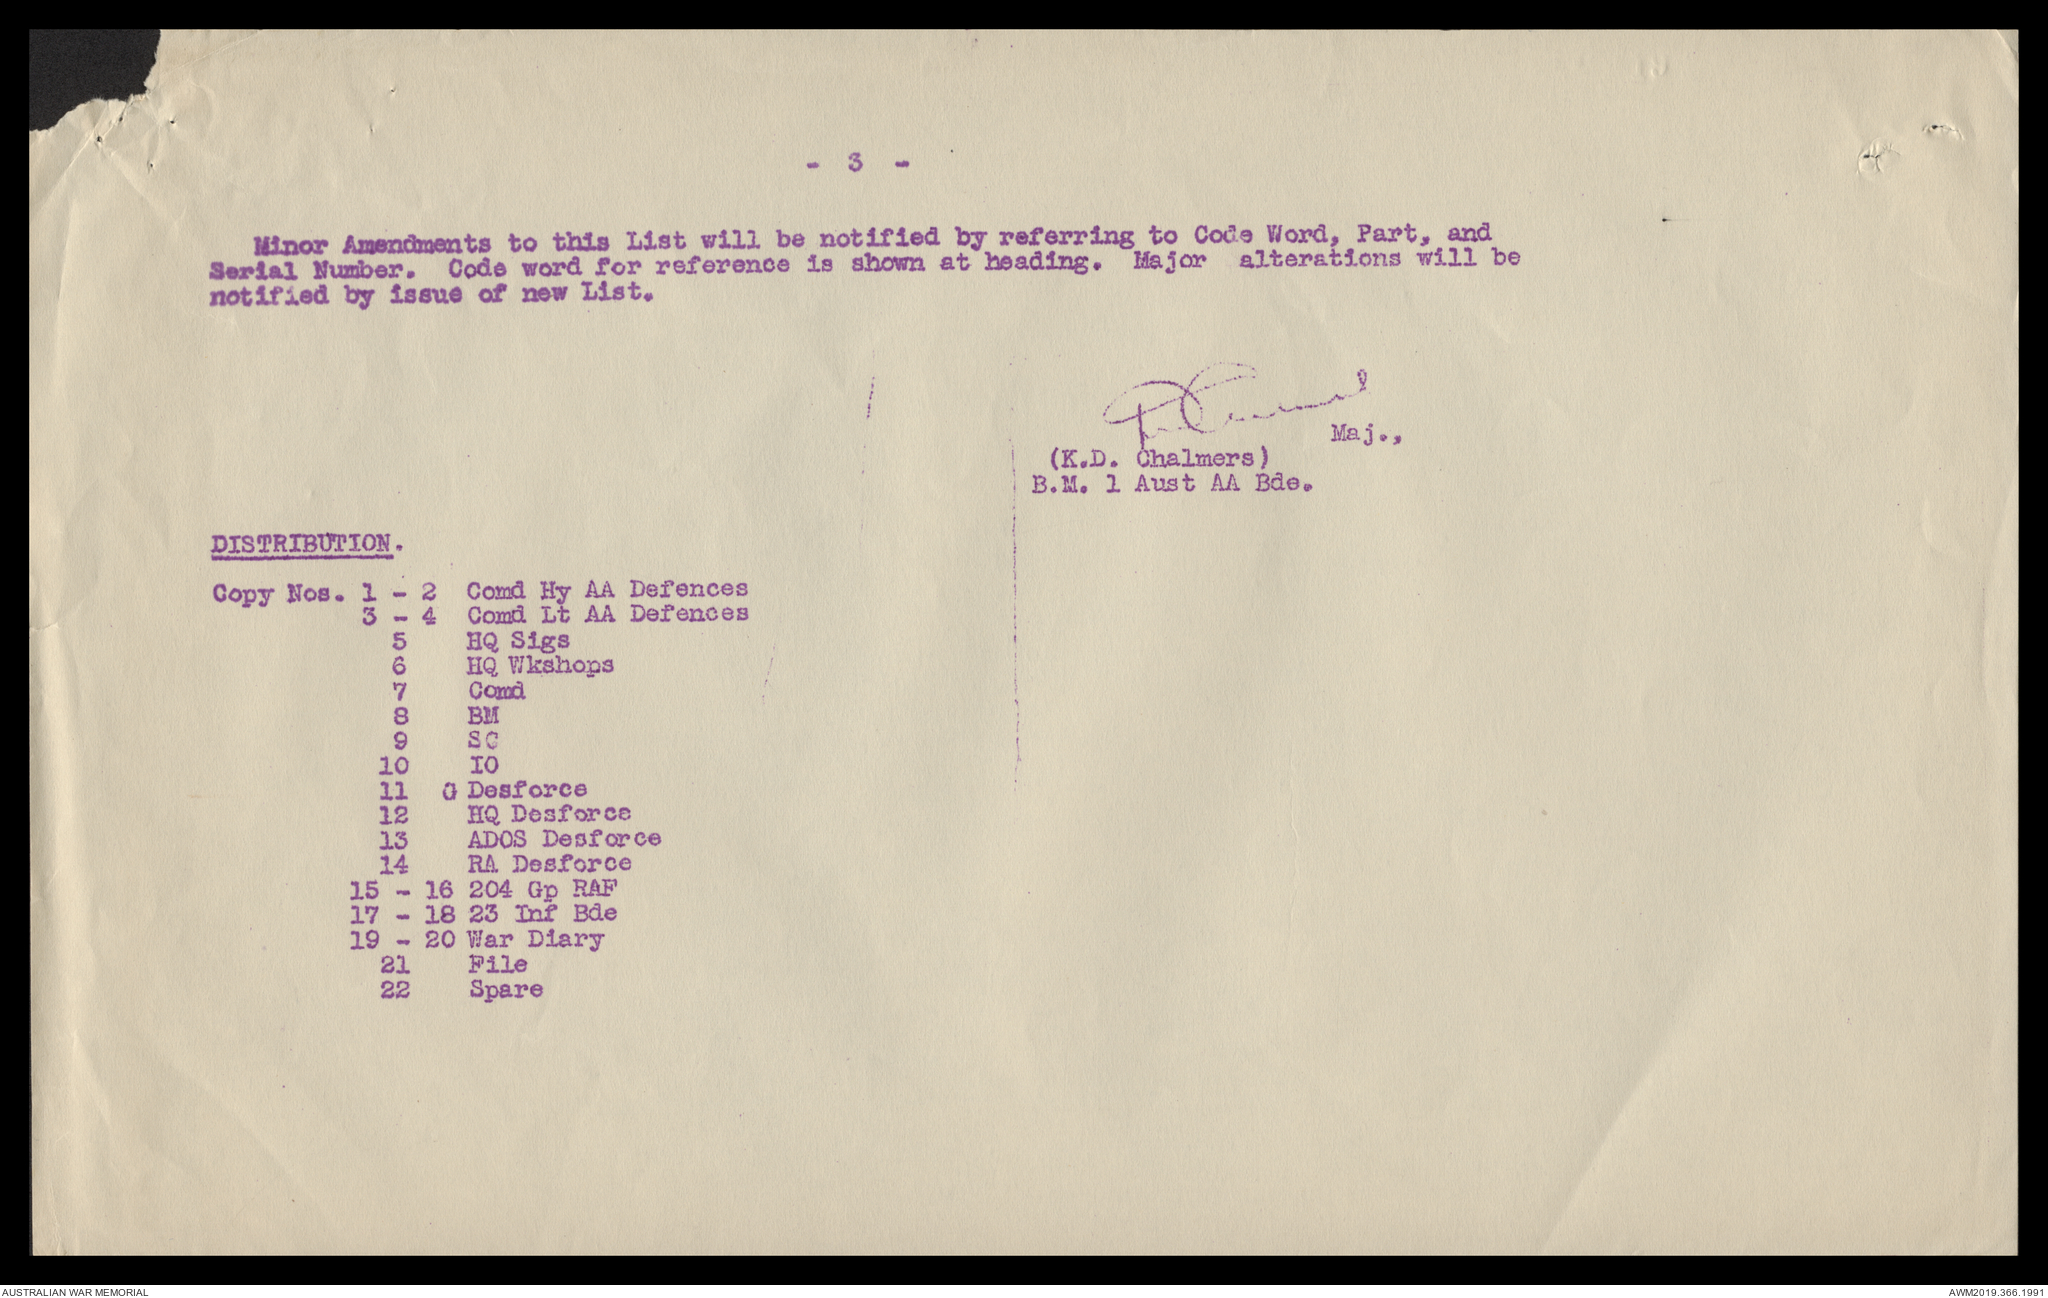 - 3 -
Minor Amendments to this List will be notified by referring to Code Word, Part, and
Serial Number. Code word for reference is shown at heading. Major alterations will be
notified by issue of new List.
Maj.,
(K.D. Chalmers)
B.M. 1 Aust AA Bde.
DISTRIBUTION.
Copy Nos. 1 - 2 Comd Hy AA Defences
3 - 4 Comd Lt AA Defences
5 HQ Sigs
6 HQ Wkshops
7 Comd
8 BM
9 SC
10 IO
11 G Desforce
12 HQ Desforce
13 ADOS Desforce
14 RA Desforce
15 - 16 204 Gp RAF
17 - 18 23 Inf Bde
19 - 20 War Diary
21 File
22 Spare
AUSTRALIAN WAR MEMORIAL
AWM2019.366.1991